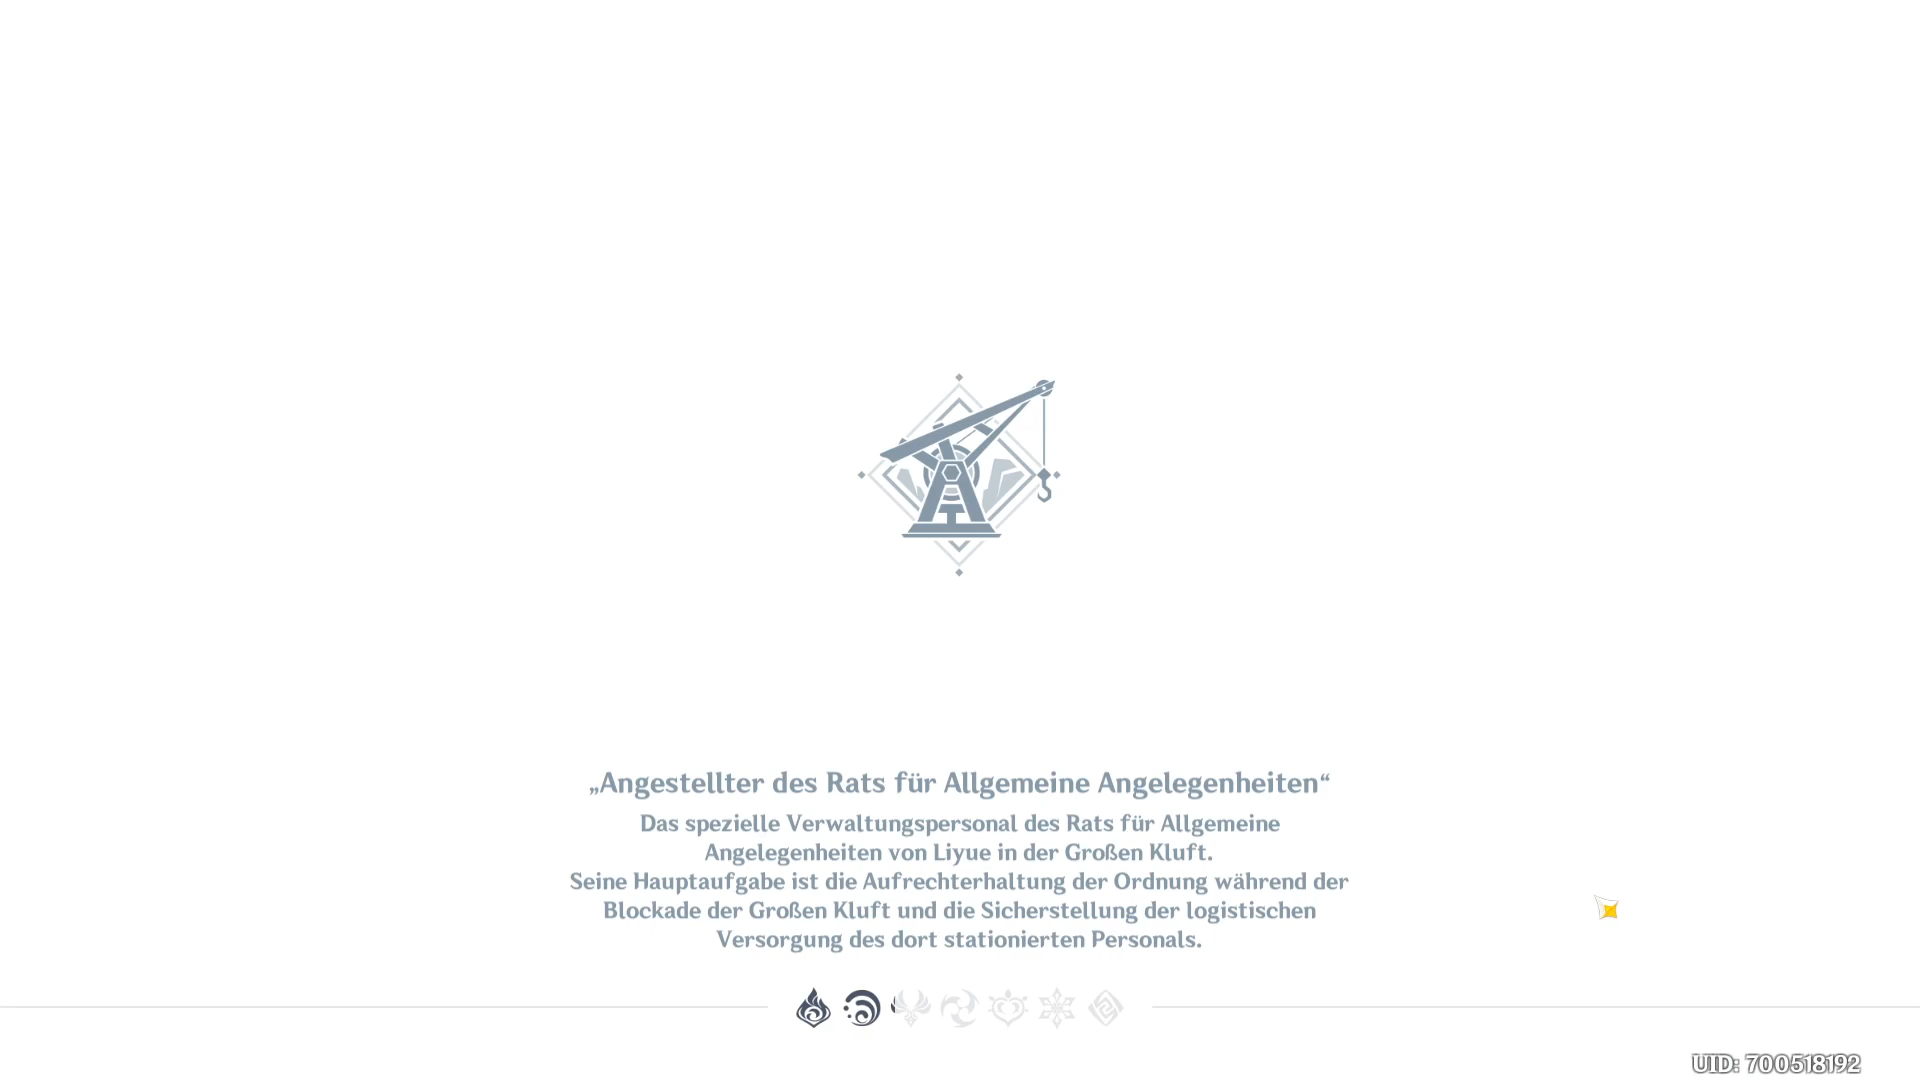 „Angestellter des Rats für Allgemeine Angelegenheiten“
Das spezielle Verwaltungspersonal des Rats für Allgemeine
Angelegenheiten von Liyue in der Großen Kluft.
Seine Hauptaufgabe ist die Aufrechterhaltung der Ordnung während der
Blockade der Großen Kluft und die Sicherstellung der logistischen
Versorgung des dort stationierten Personals.
UID: 700518192